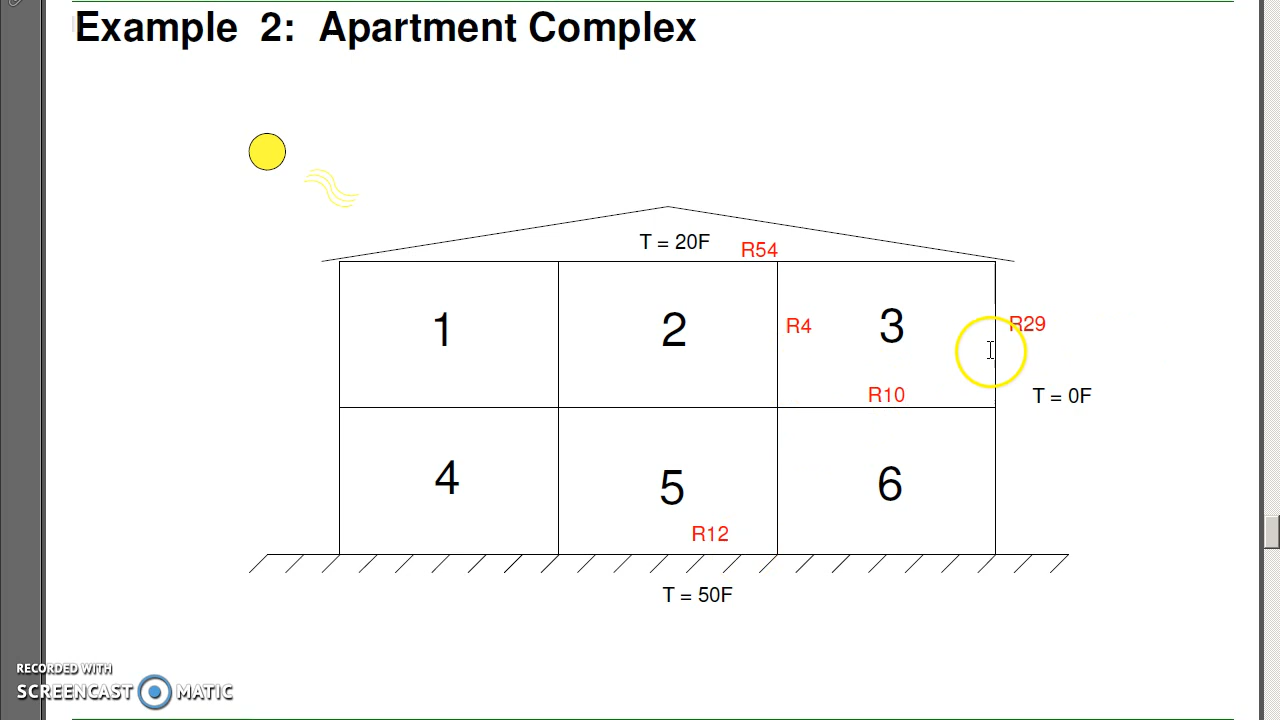 Example 2: Apartment Complex
T = 20F
R54
1
2
R4
3
R29
R10
T = 0F
4
5
6
R12
T = 50F
RECORDED WITH
SCREENCAST MATIC